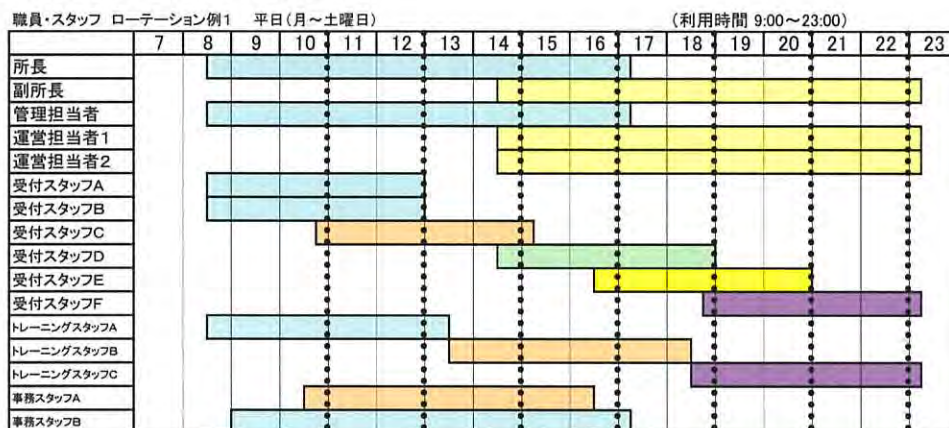 職員・スタッフ ローテーション例1 平日(月～土曜日) (利用時間 9:00～23:00)
7 8 9 10 11 12 13 14 15 16 17 18 19 20 21 22 23
所長
副所長
管理担当者
運営担当者1
運営担当者2
受付スタッフA
受付スタッフB
受付スタッフC
受付スタッフD
受付スタッフE
受付スタッフF
トレーニングスタッフA
トレーニングスタッフB
トレーニングスタッフC
事務スタッフA
事務スタッフB